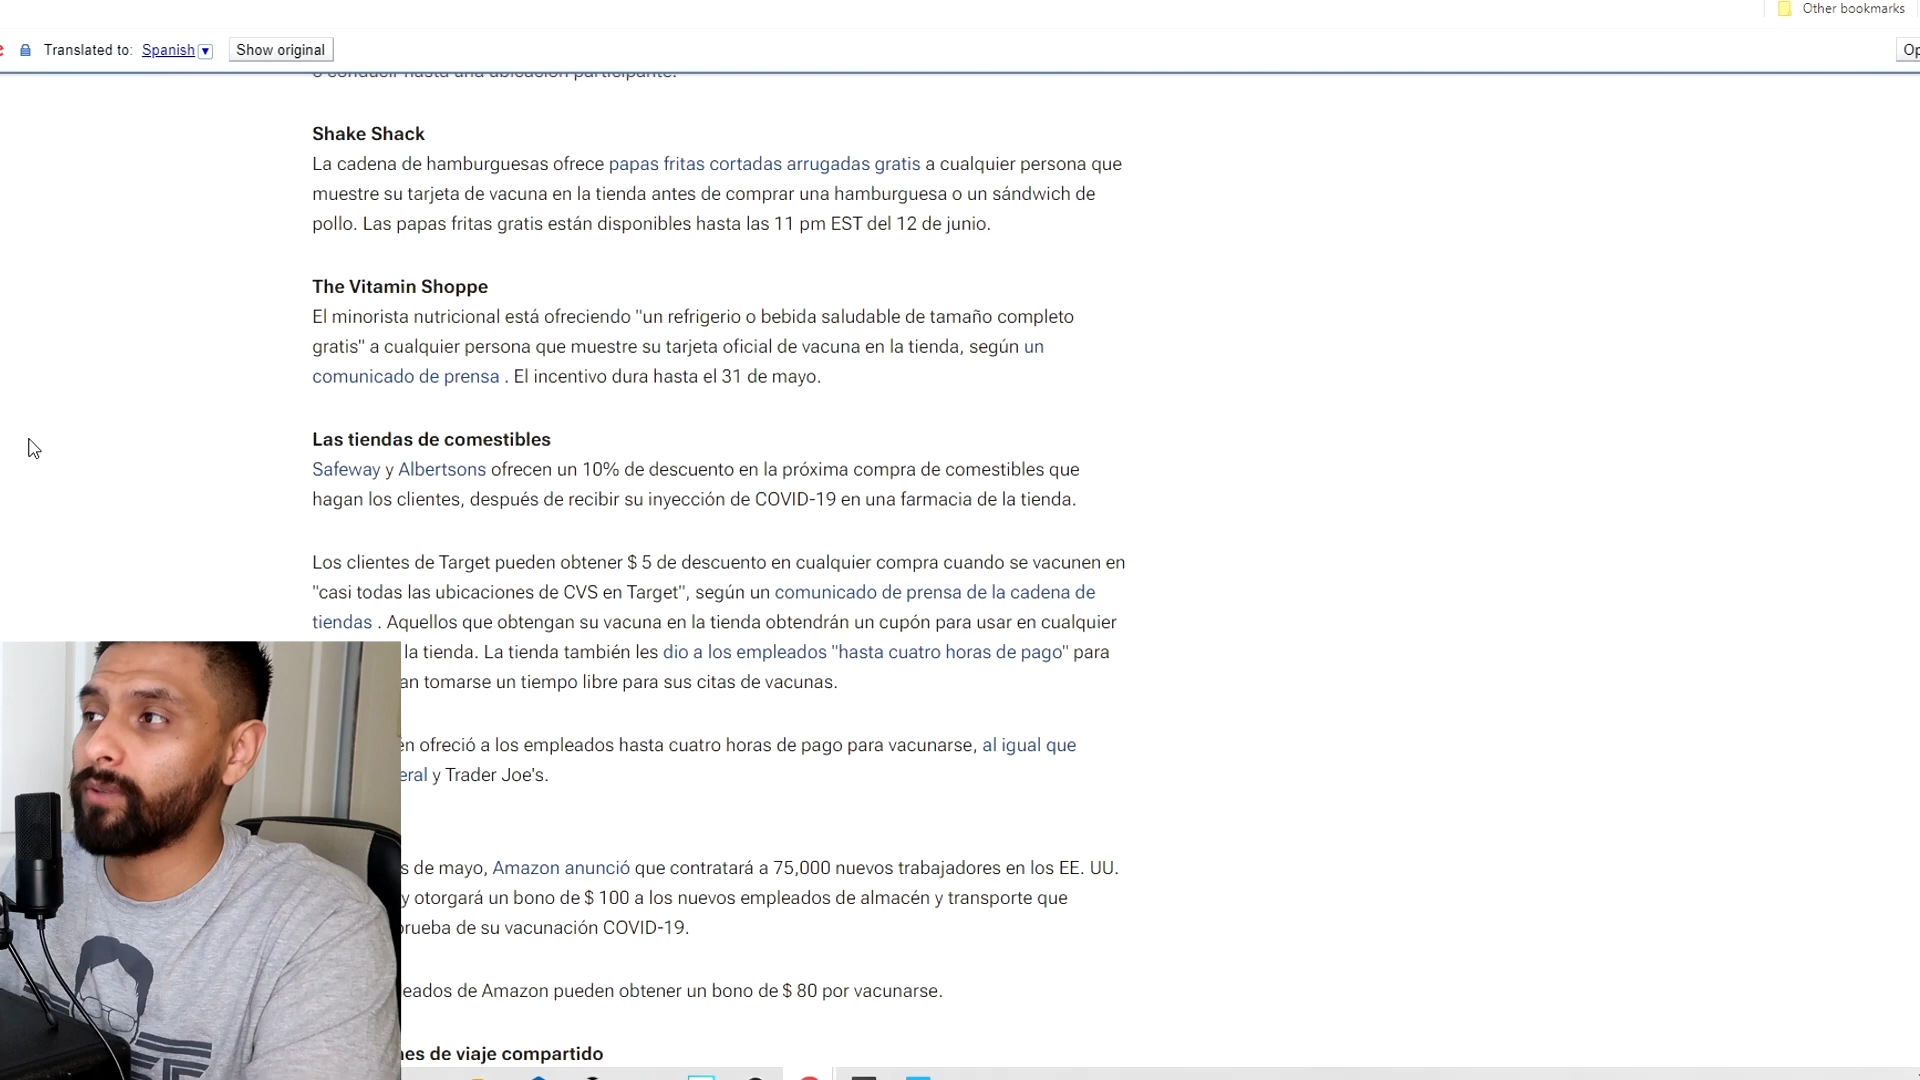 Other bookmarks
Translated to: Spanish Show original
o conducir hasta una ubicación participante.
Shake Shack
La cadena de hamburguesas ofrece papas fritas cortadas arrugadas gratis a cualquier persona que
muestre su tarjeta de vacuna en la tienda antes de comprar una hamburguesa o un sándwich de
pollo. Las papas fritas gratis están disponibles hasta las 11 pm EST del 12 de junio.
The Vitamin Shoppe
El minorista nutricional está ofreciendo "un refrigerio o bebida saludable de tamaño completo
gratis" a cualquier persona que muestre su tarjeta oficial de vacuna en la tienda, según un
comunicado de prensa . El incentivo dura hasta el 31 de mayo.
Las tiendas de comestibles
Safeway y Albertsons ofrecen un 10% de descuento en la próxima compra de comestibles que
hagan los clientes, después de recibir su inyección de COVID-19 en una farmacia de la tienda.
Los clientes de Target pueden obtener $ 5 de descuento en cualquier compra cuando se vacunen en
"casi todas las ubicaciones de CVS en Target", según un comunicado de prensa de la cadena de
tiendas . Aquellos que obtengan su vacuna en la tienda obtendrán un cupón para usar en cualquier
la tienda. La tienda también les dio a los empleados "hasta cuatro horas de pago" para
an tomarse un tiempo libre para sus citas de vacunas.
én ofreció a los empleados hasta cuatro horas de pago para vacunarse, al igual que
eral y Trader Joe's.
s de mayo, Amazon anunció que contratará a 75,000 nuevos trabajadores en los EE. UU.
y otorgará un bono de $ 100 a los nuevos empleados de almacén y transporte que
prueba de su vacunación COVID-19.
eados de Amazon pueden obtener un bono de $ 80 por vacunarse.
nes de viaje compartido